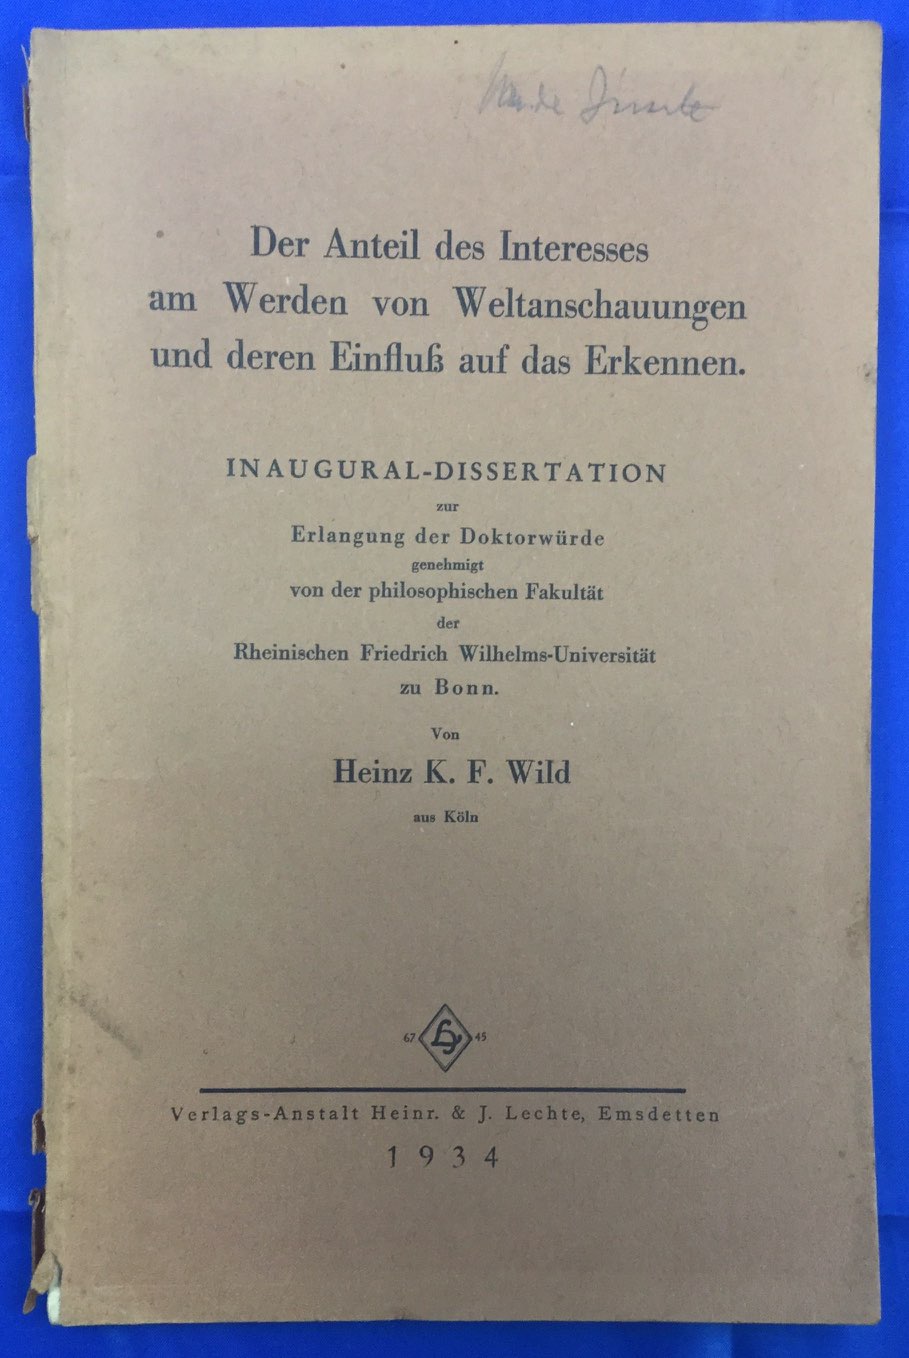 Der Anteil des Interesses
am Werden von Weltanschauungen
und deren Einfluß auf das Erkennen.
INAUGURAL-DISSERTATION
zur
Erlangung der Doktorwürde
genehmigt
von der philosophischen Fakultät
der
Rheinischen Friedrich Wilhelms-Universität
zu Bonn.
Von
Heinz K. F. Wild
aus Köln
67 45
Verlags-Anstalt Heinr. & J. Lechte, Emsdetten
1934